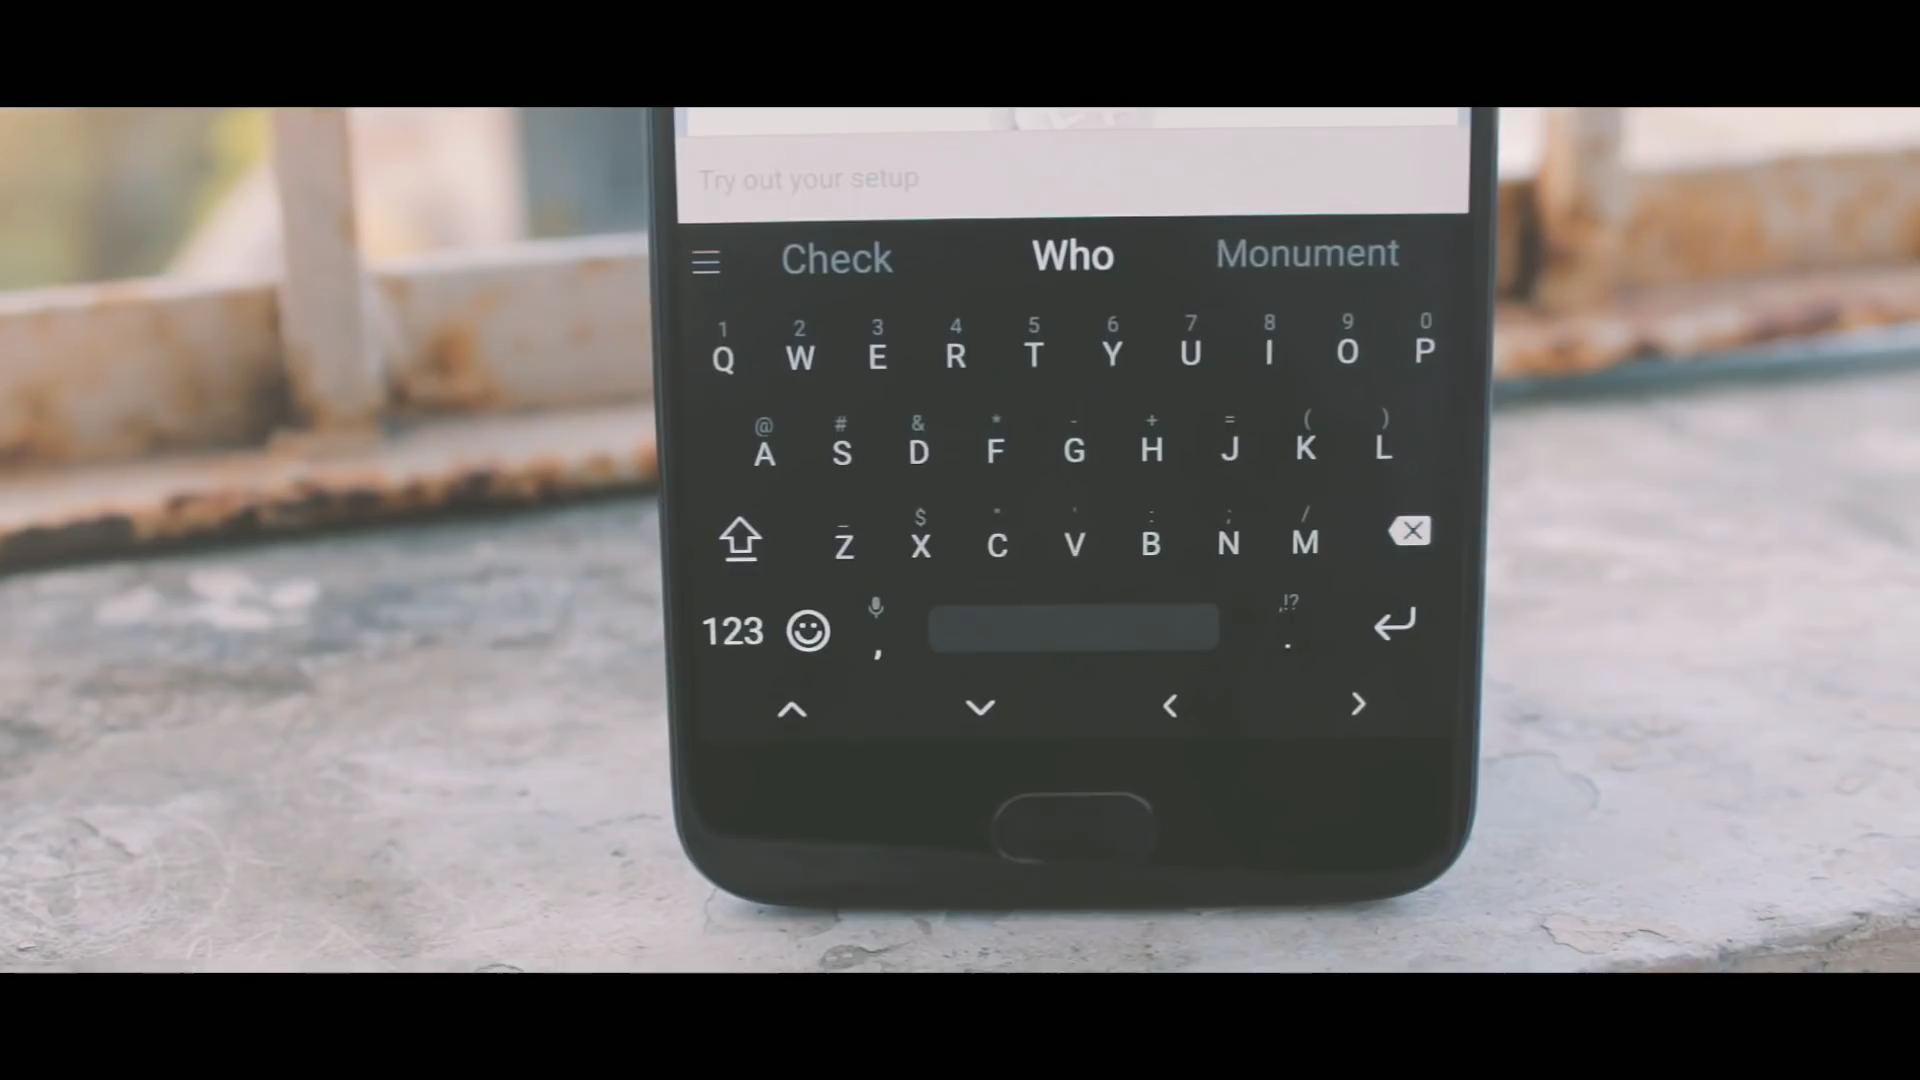 Try out your setup
Check Who Monument
1 2 3 4 5 6 7 8 9 0
Q W E R T Y U I O P
@ # & * - + = ( )
A S D F G H J K L
_ $ " ' : ; /
Z X C V B N M
,!?
123 , .